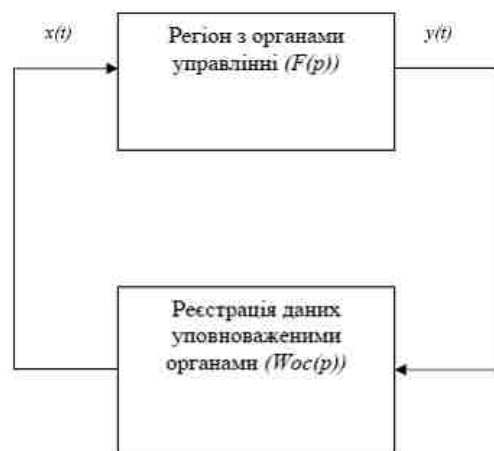 x(t)
Регіон з органами
управлінні (F(p))
y(t)
Реєстрація даних
уповноваженими
органами (Woc(p))